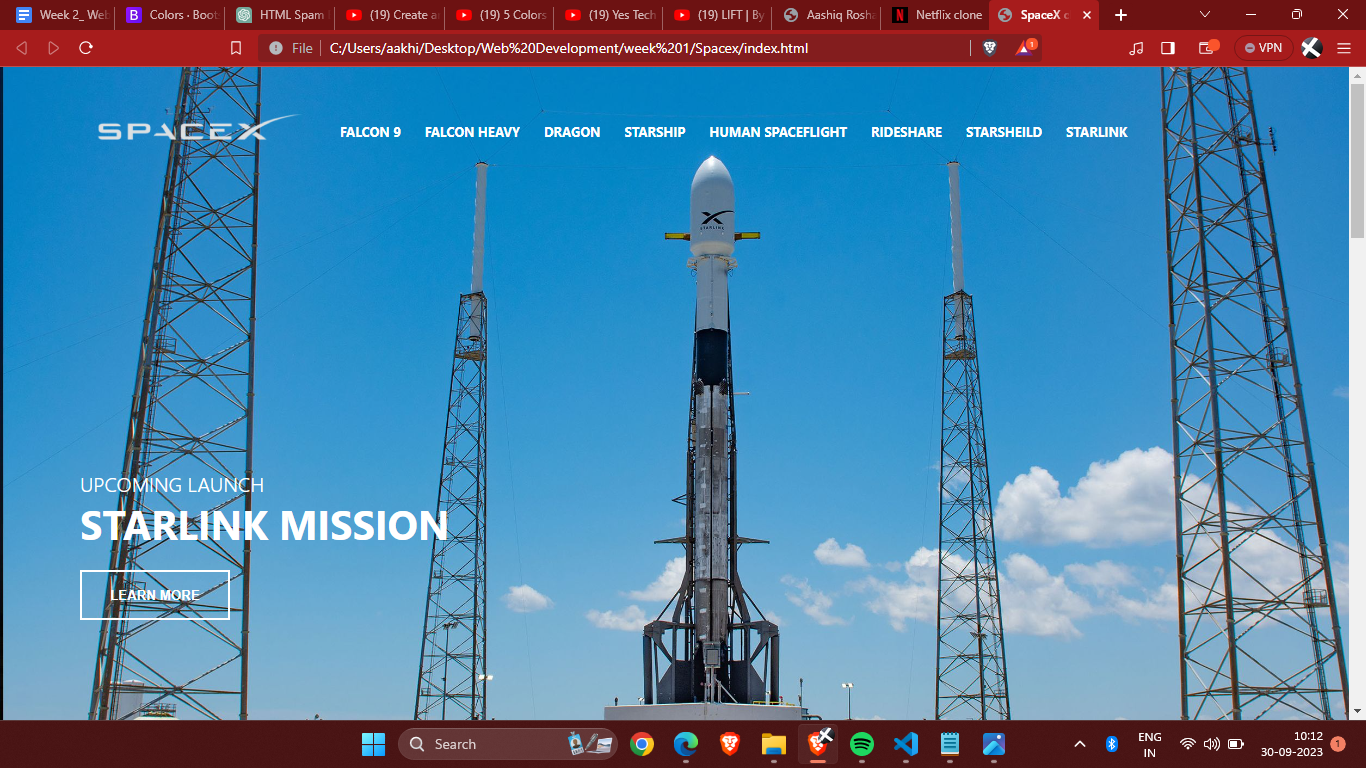 Week 2_ Web
Colors · Boots
HTML Spam
(19) Create a
(19) 5 Colors
(19) Yes Tech
(19) LIFT | By
Aashiq Rosha
Netflix clone
SpaceX c
File
C:/Users/aakhi/Desktop/Web%20Development/week%201/Spacex/index.html
1
VPN
SPACEX
FALCON 9
FALCON HEAVY
DRAGON
STARSHIP
HUMAN SPACEFLIGHT
RIDESHARE
STARSHEILD
STARLINK
STARLINK
UPCOMING LAUNCH
STARLINK MISSION
LEARN MORE
Search
ENG
IN
10:12
30-09-2023
1